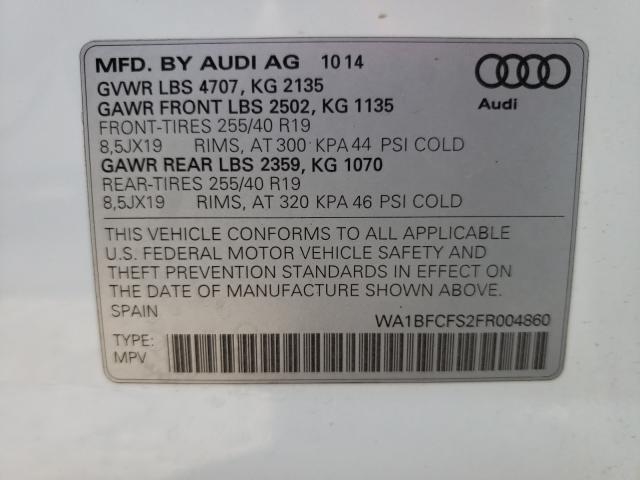 MFD. BY AUDI AG 10 14
GVWR LBS 4707, KG 2135
GAWR FRONT LBS 2502, KG 1135
FRONT-TIRES 255/40 R19
8,5JX19 RIMS, AT 300 KPA 44 PSI COLD
GAWR REAR LBS 2359, KG 1070
REAR-TIRES 255/40 R19
8,5JX19 RIMS, AT 320 KPA 46 PSI COLD
Audi
THIS VEHICLE CONFORMS TO ALL APPLICABLE
U.S. FEDERAL MOTOR VEHICLE SAFETY AND
THEFT PREVENTION STANDARDS IN EFFECT ON
THE DATE OF MANUFACTURE SHOWN ABOVE.
SPAIN
WA1BFCFS2FR004860
TYPE:
MPV